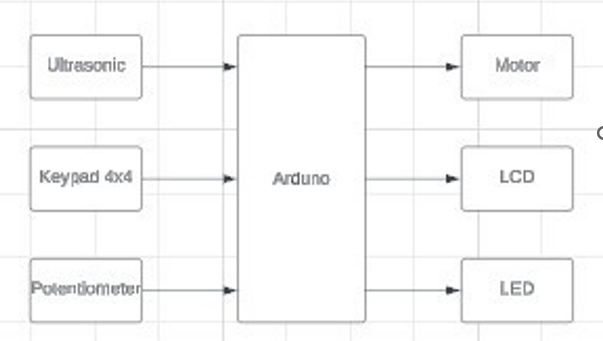 Ultrasonic
Keypad 4x4
Potentiometer
Arduno
Motor
LCD
LED